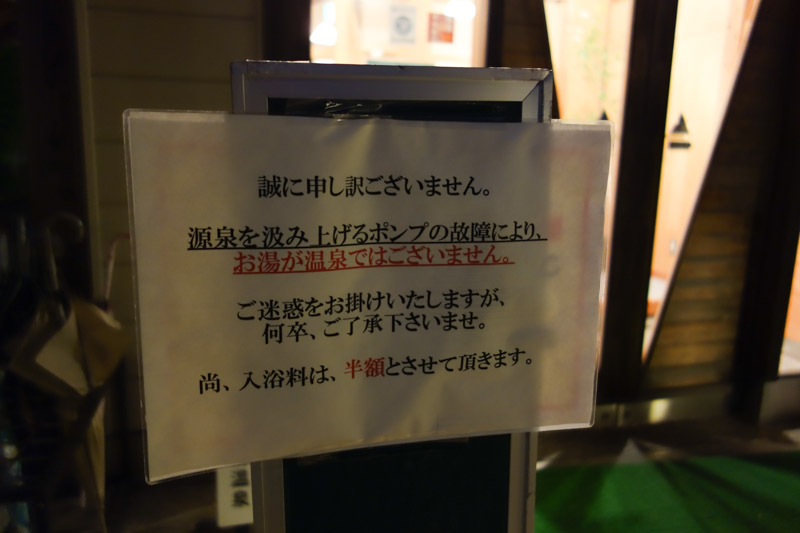 誠に申し訳ございません。
源泉を汲み上げるポンプの故障により、
お湯が温泉ではございません。
ご迷惑をお掛けいたしますが、
何卒、ご了承下さいませ。
尚、入浴料は、半額とさせて頂きます。
温泉